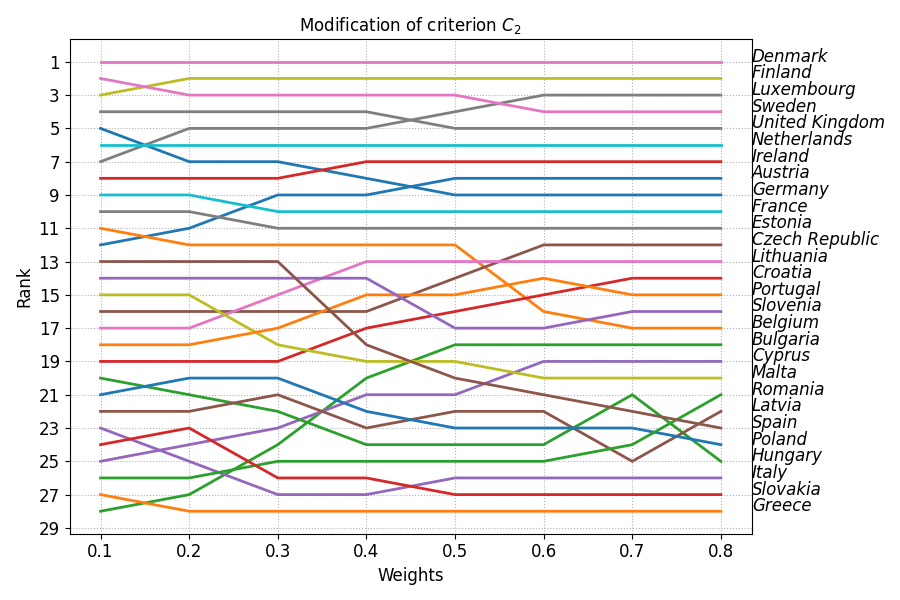 Modification of criterion C₂
Rank
1
3
5
7
9
11
13
15
17
19
21
23
25
27
29
Denmark
Finland
Luxembourg
Sweden
United Kingdom
Netherlands
Ireland
Austria
Germany
France
Estonia
Czech Republic
Lithuania
Croatia
Portugal
Slovenia
Belgium
Bulgaria
Cyprus
Malta
Romania
Latvia
Spain
Poland
Hungary
Italy
Slovakia
Greece
0.1 0.2 0.3 0.4 0.5 0.6 0.7 0.8
Weights